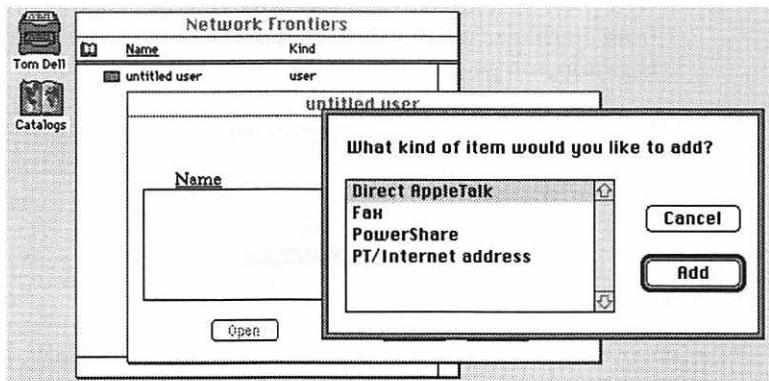 Network Frontiers
Name Kind
Tom Dell
untitled user user
Catalogs
untitled user
What kind of item would you like to add?
Name
Direct AppleTalk
Fax
PowerShare
PT/Internet address
Cancel
Add
Open